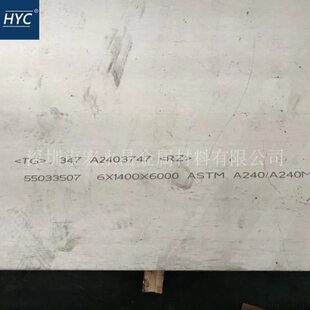 HYC
<TG> 347 A2403747 <RZ>
55033507 6X1400X6000 ASTM A240/A240M